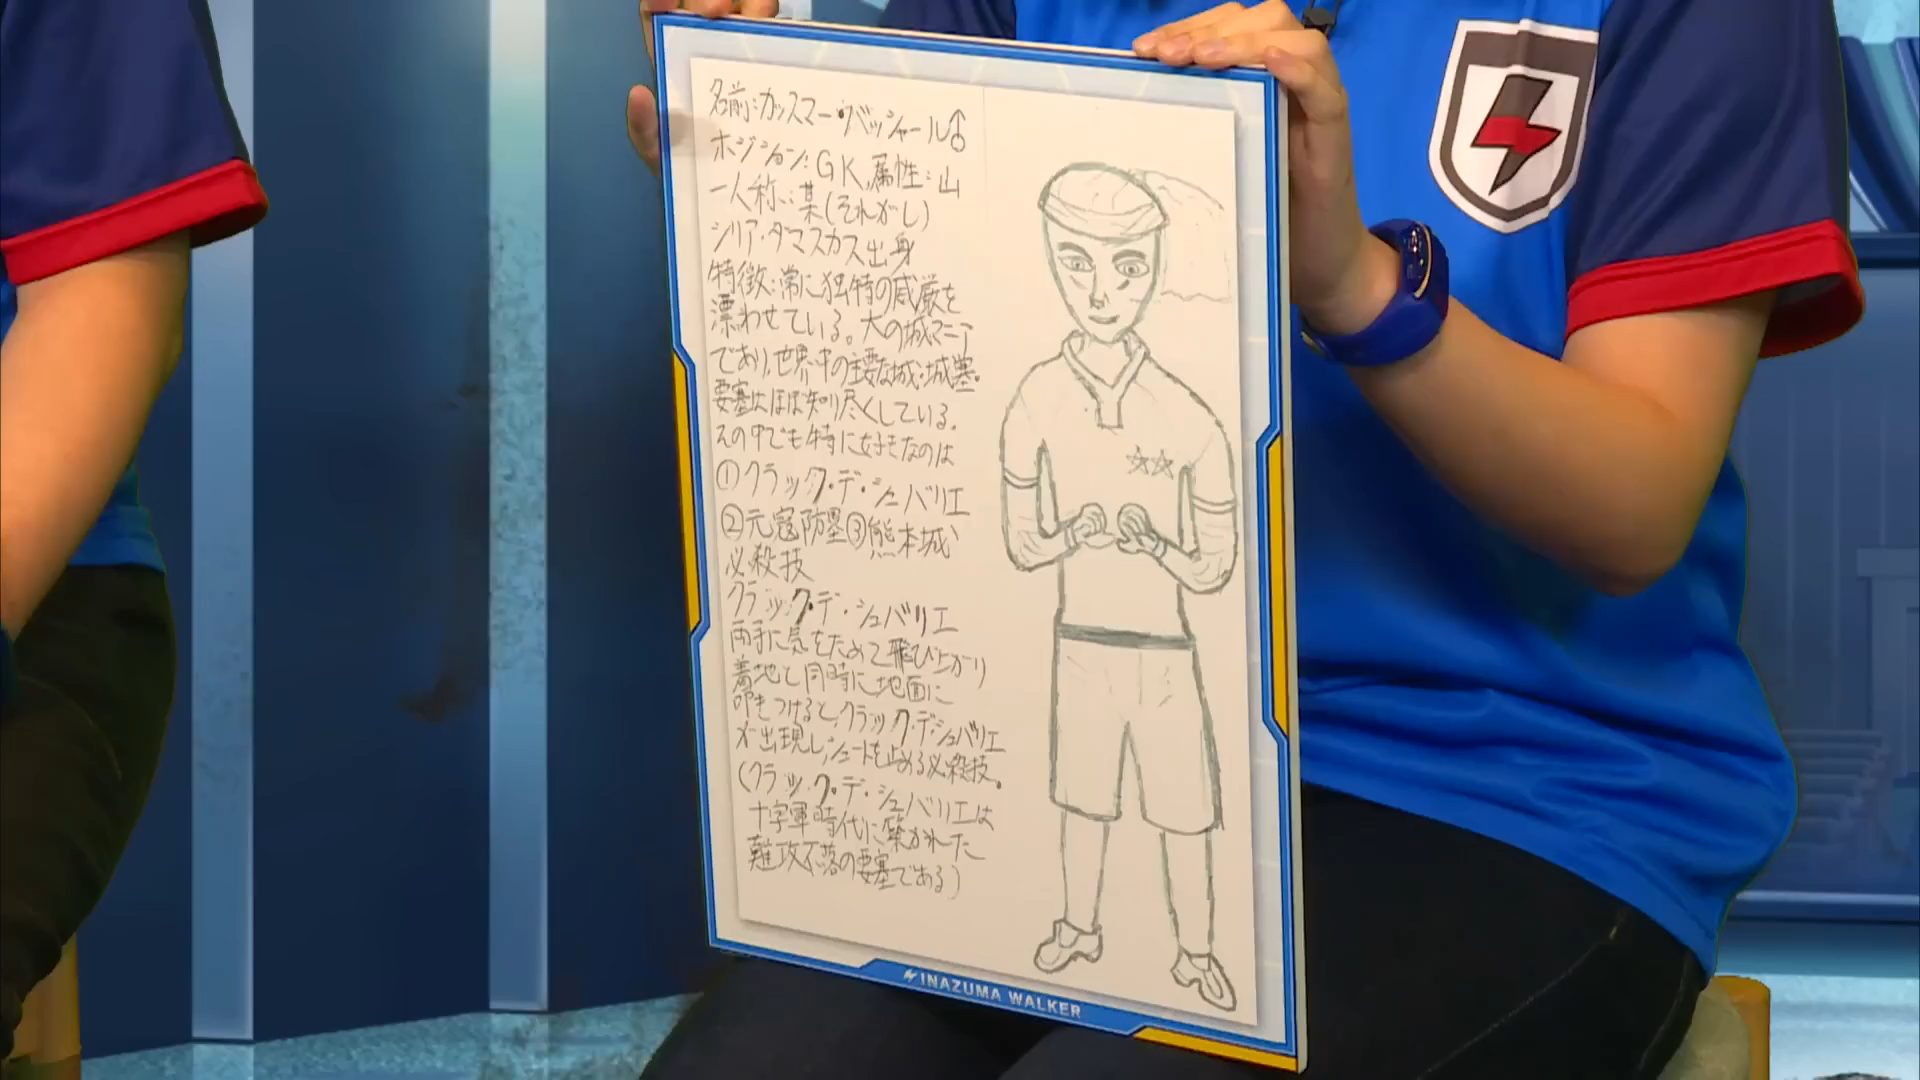 名前:カッスマー・バッシャール♂
ポジション:GK,属性:山
一人称:某(それがし)
シリア・ダマスカス出身
特徴:常に独特の威厳を
漂わせている。大の城マニア
であり、世界中の主要な城・城塞・
要塞はほぼ知り尽くしている。
その中でも特に好きなのは
①クラック・デ・シュバリエ
②元寇防塁③熊本城
必殺技
クラック・デ・シュバリエ
両手に気をためて飛び上がり
着地と同時に地面に
叩きつけると、クラック・デ・シュバリエ
が出現しシュートを止める必殺技。
(クラック・デ・シュバリエは
十字軍時代に築かれた
難攻不落の要塞である)
INAZUMA WALKER